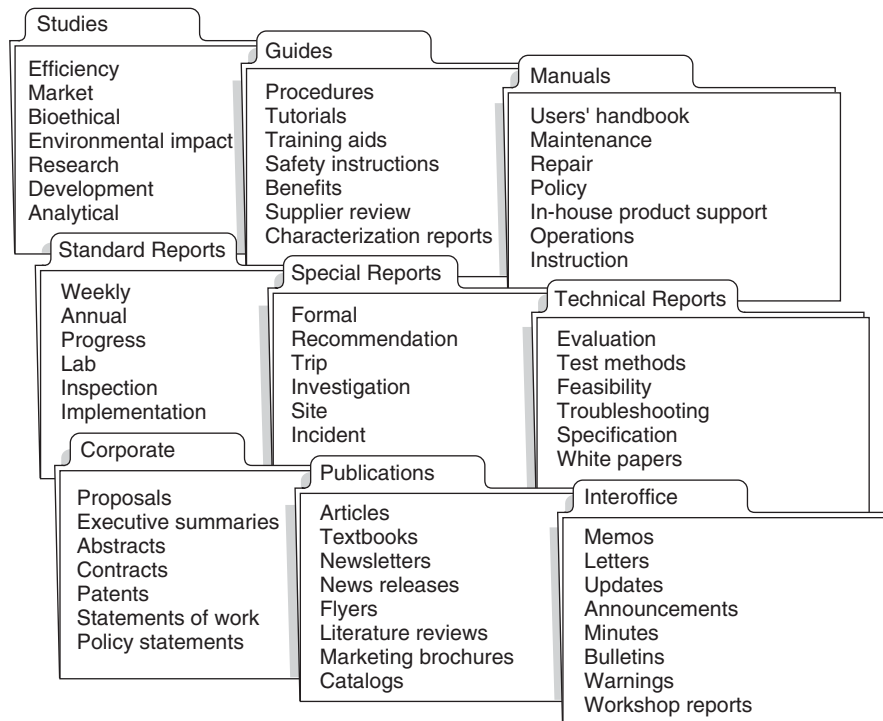 Studies
Efficiency
Market
Bioethical
Environmental impact
Research
Development
Analytical
Guides
Procedures
Tutorials
Training aids
Safety instructions
Benefits
Supplier review
Characterization reports
Manuals
Users' handbook
Maintenance
Repair
Policy
In-house product support
Operations
Instruction
Standard Reports
Weekly
Annual
Progress
Lab
Inspection
Implementation
Special Reports
Formal
Recommendation
Trip
Investigation
Site
Incident
Technical Reports
Evaluation
Test methods
Feasibility
Troubleshooting
Specification
White papers
Corporate
Proposals
Executive summaries
Abstracts
Contracts
Patents
Statements of work
Policy statements
Publications
Articles
Textbooks
Newsletters
News releases
Flyers
Literature reviews
Marketing brochures
Catalogs
Interoffice
Memos
Letters
Updates
Announcements
Minutes
Bulletins
Warnings
Workshop reports